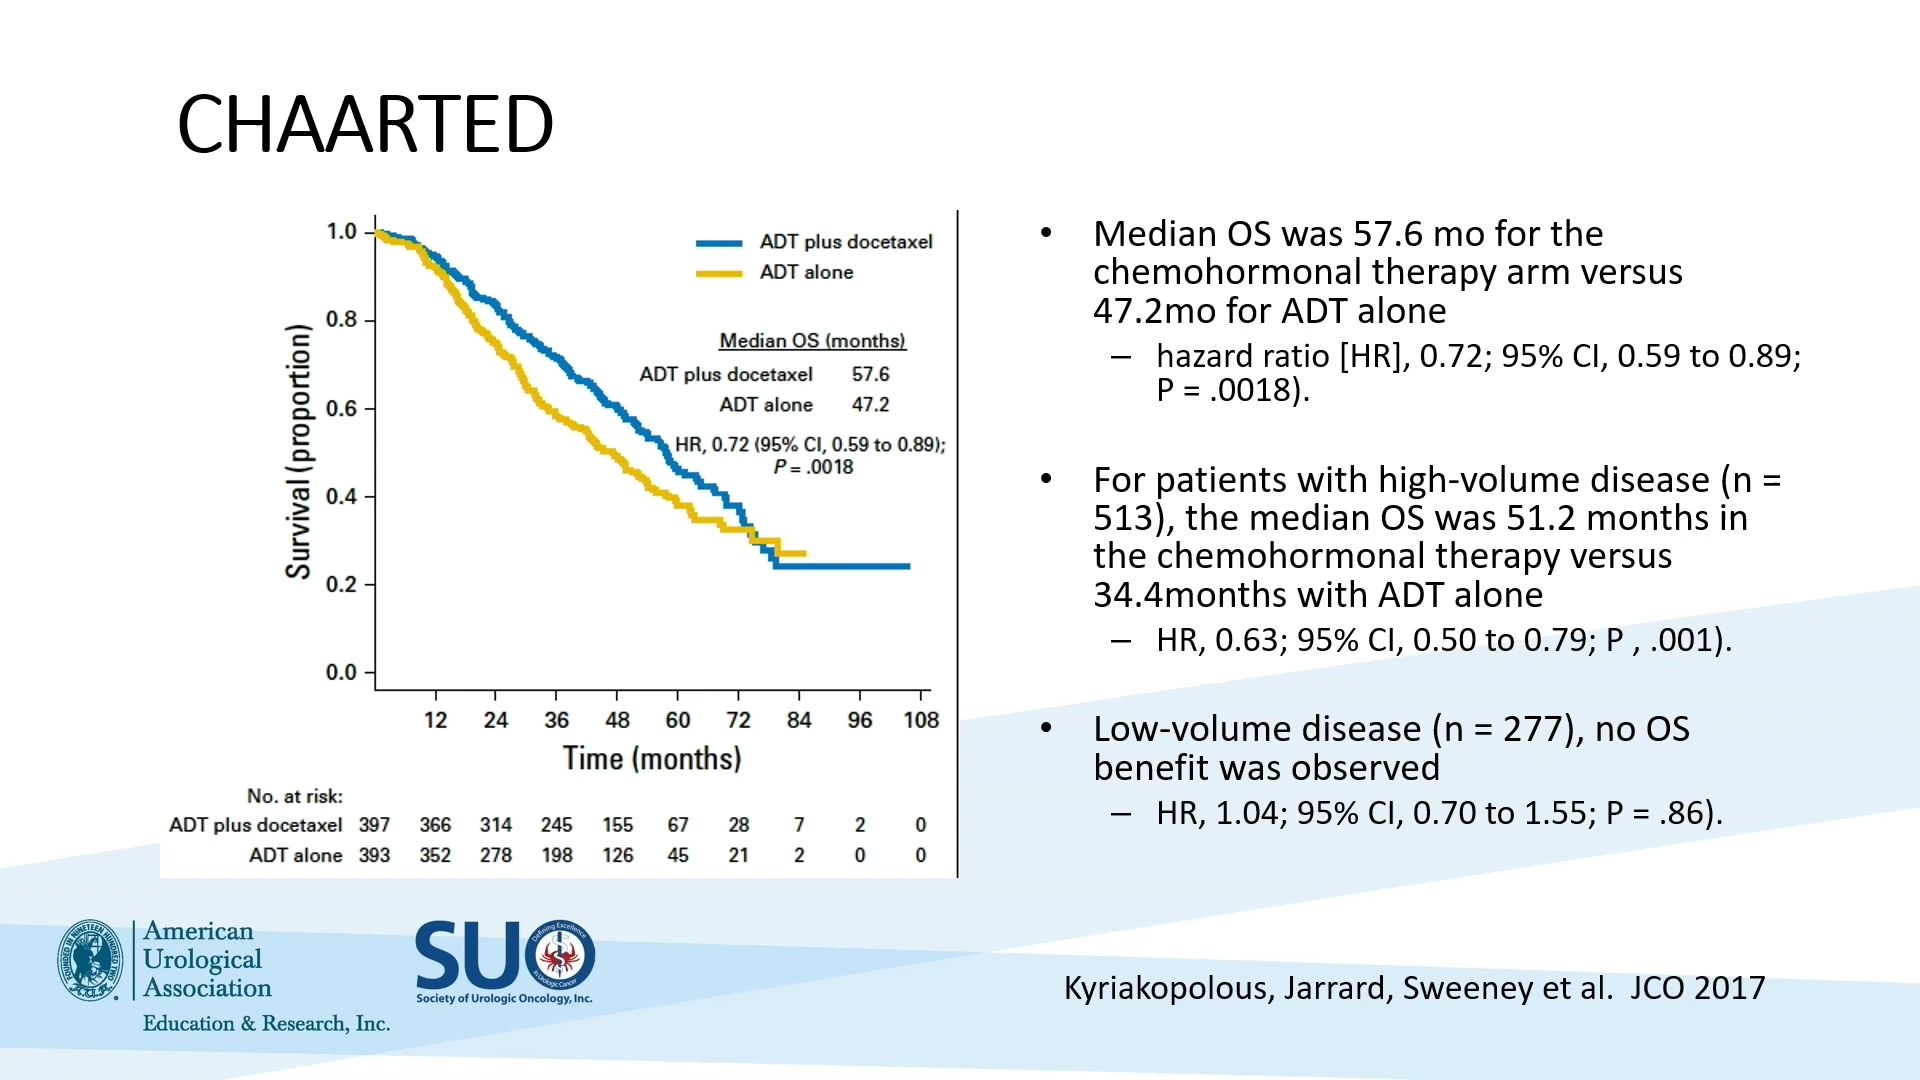 CHAARTED
1.0
0.8
0.6
0.4
0.2
0.0
Survival (proportion)
ADT plus docetaxel
ADT alone
Median OS (months)
ADT plus docetaxel 57.6
ADT alone 47.2
HR, 0.72 (95% CI, 0.59 to 0.89);
P = .0018
12 24 36 48 60 72 84 96 108
Time (months)
No. at risk:
ADT plus docetaxel 397 366 314 245 155 67 28 7 2 0
ADT alone 393 352 278 198 126 45 21 2 0 0
• Median OS was 57.6 mo for the
chemohormonal therapy arm versus
47.2mo for ADT alone
– hazard ratio [HR], 0.72; 95% CI, 0.59 to 0.89;
P = .0018).
• For patients with high-volume disease (n =
513), the median OS was 51.2 months in
the chemohormonal therapy versus
34.4months with ADT alone
– HR, 0.63; 95% CI, 0.50 to 0.79; P , .001).
• Low-volume disease (n = 277), no OS
benefit was observed
– HR, 1.04; 95% CI, 0.70 to 1.55; P = .86).
American
Urological
Association
Education & Research, Inc.
SUO
Defining Excellence
in Urologic Cancer
Society of Urologic Oncology, Inc.
Kyriakopolous, Jarrard, Sweeney et al. JCO 2017